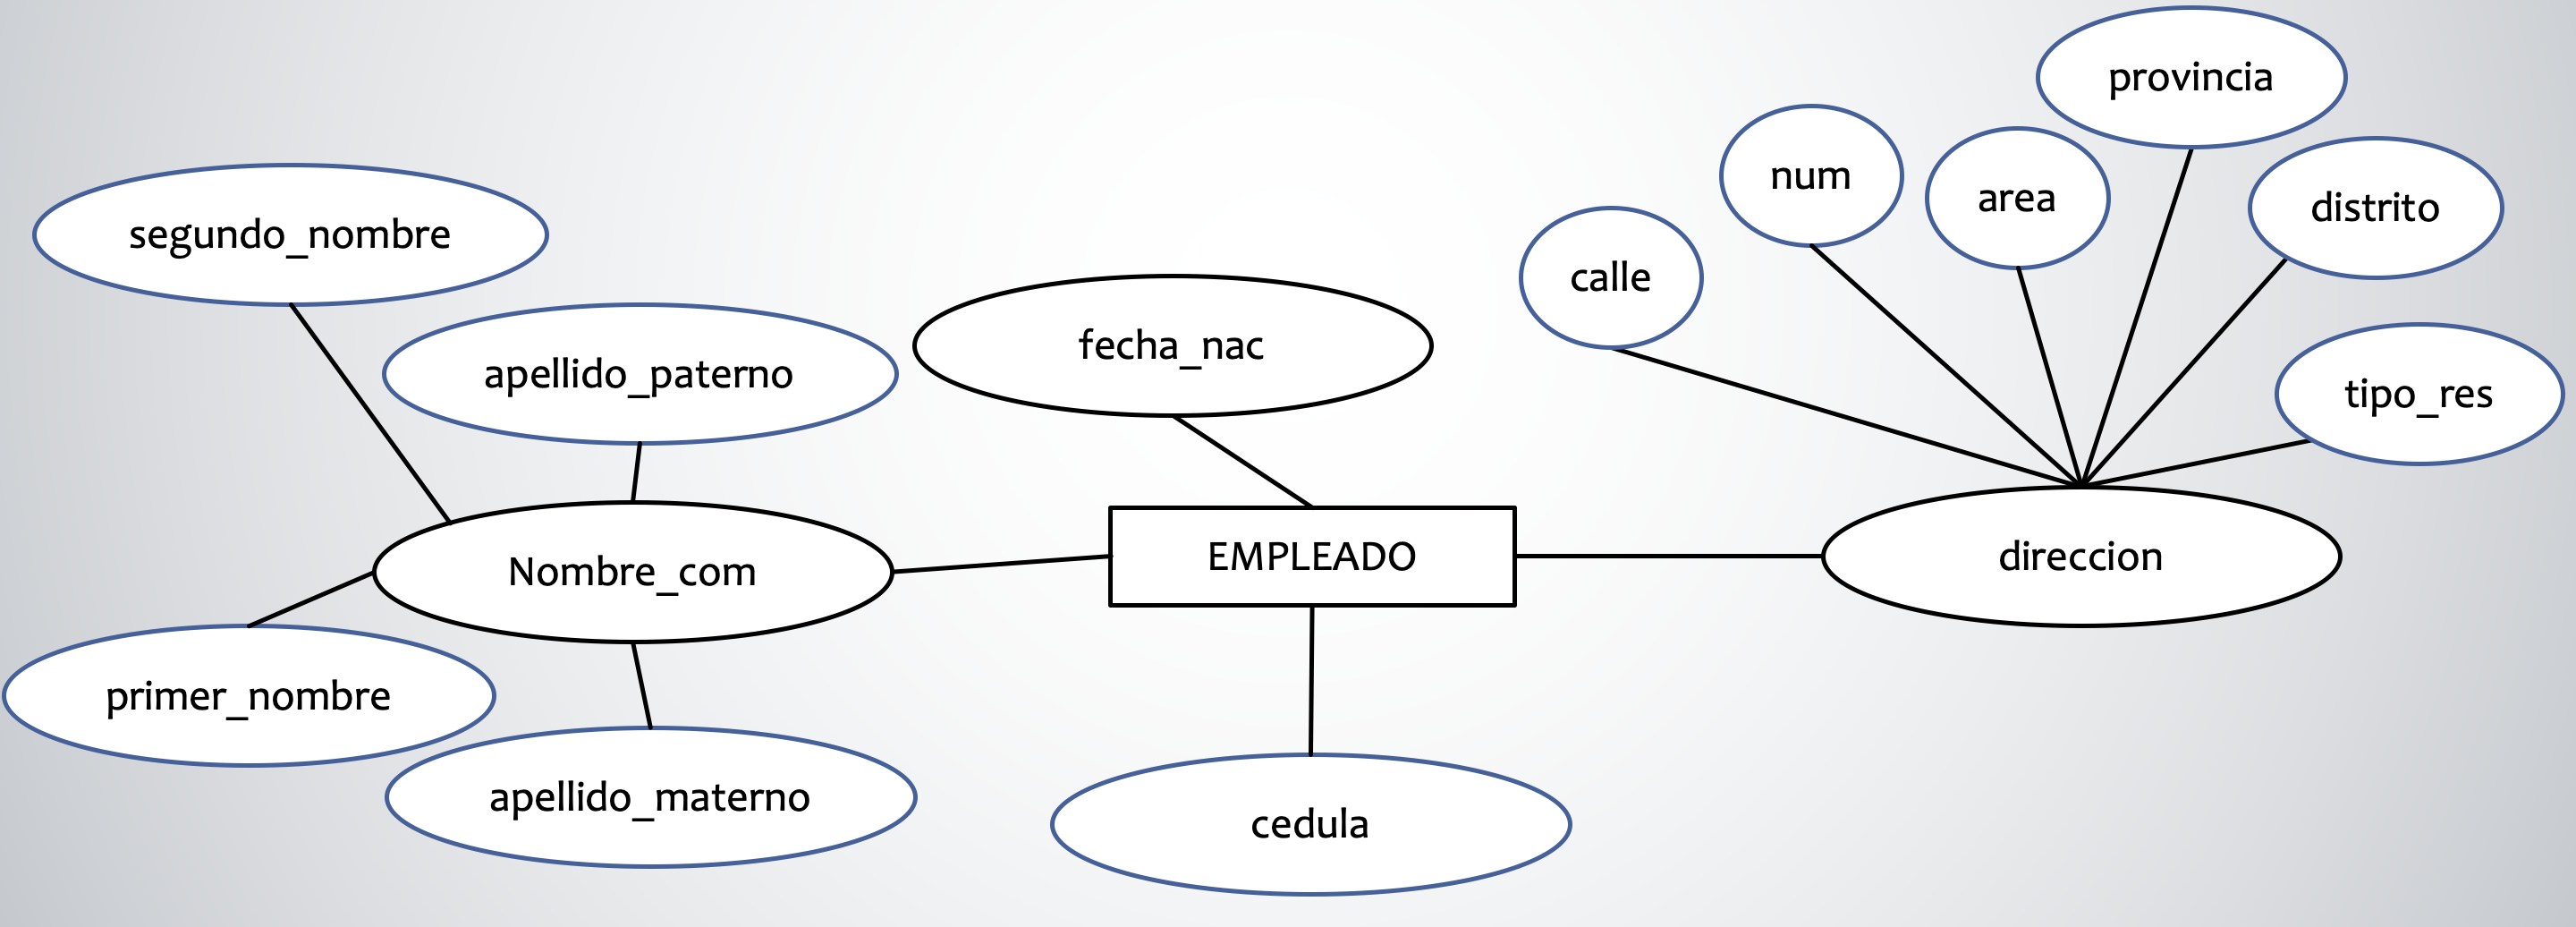 provincia
num
area
distrito
segundo_nombre
calle
fecha_nac
apellido_paterno
tipo_res
EMPLEADO
direccion
Nombre_com
primer_nombre
apellido_materno
cedula